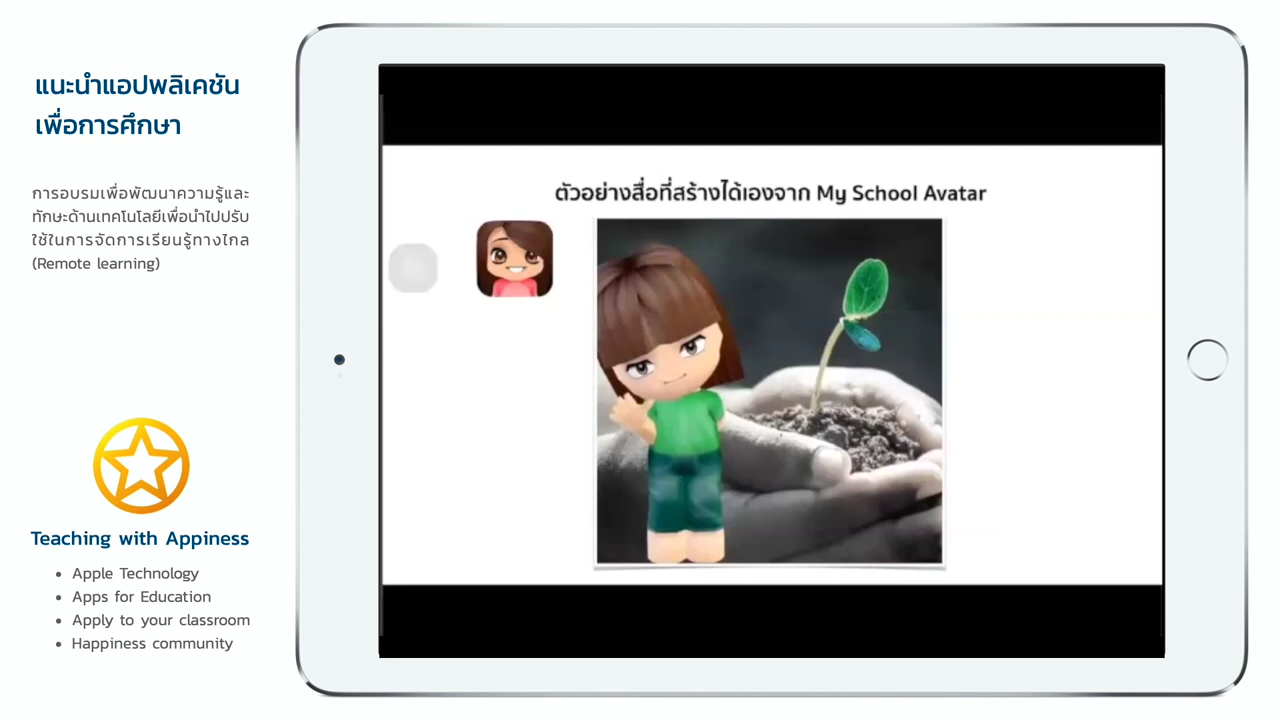 แนะนำแอปพลิเคชัน
เพื่อการศึกษา
การอบรมเพื่อพัฒนาความรู้และ
ทักษะด้านเทคโนโลยีเพื่อนำไปปรับ
ใช้ในการจัดการเรียนรู้ทางไกล
(Remote learning)
Teaching with Appiness
• Apple Technology
• Apps for Education
• Apply to your classroom
• Happiness community
ตัวอย่างสื่อที่สร้างได้เองจาก My School Avatar